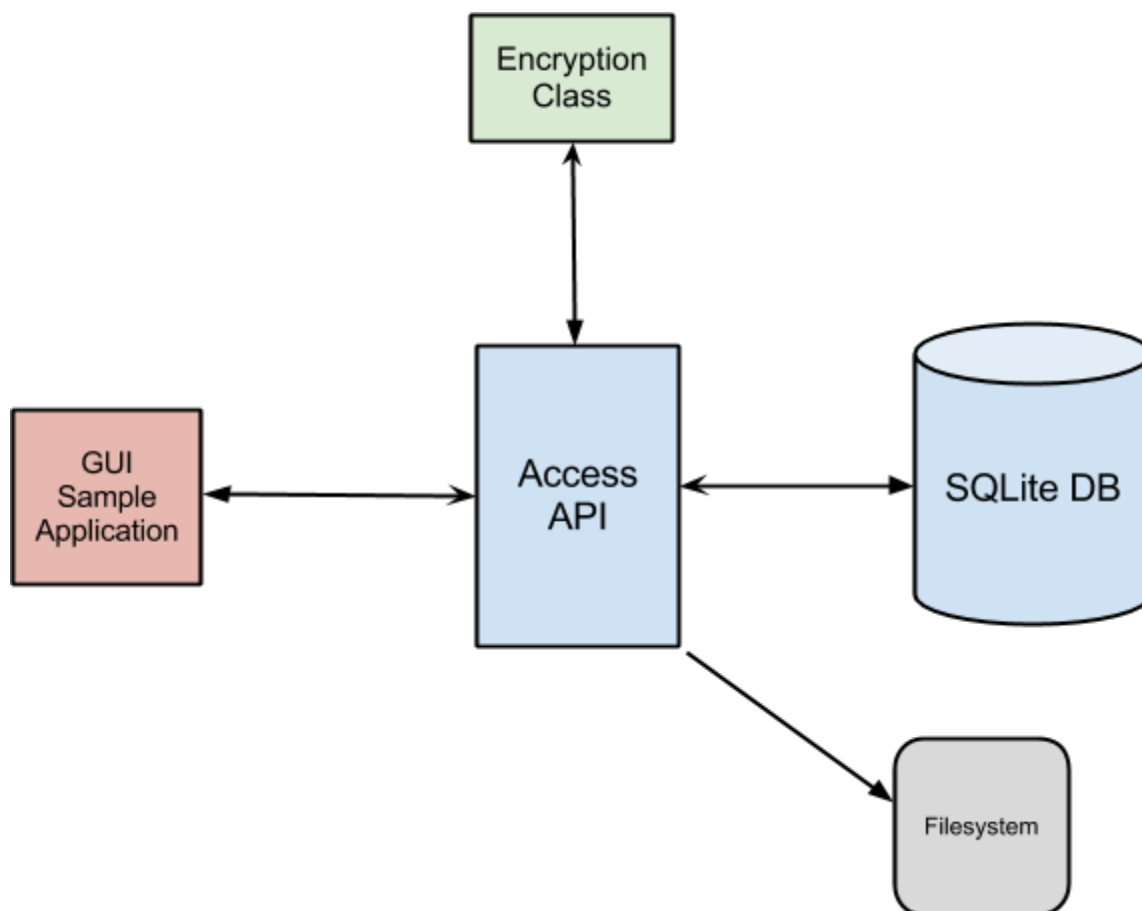 Encryption
Class
GUI
Sample
Application
Access
API
SQLite DB
Filesystem